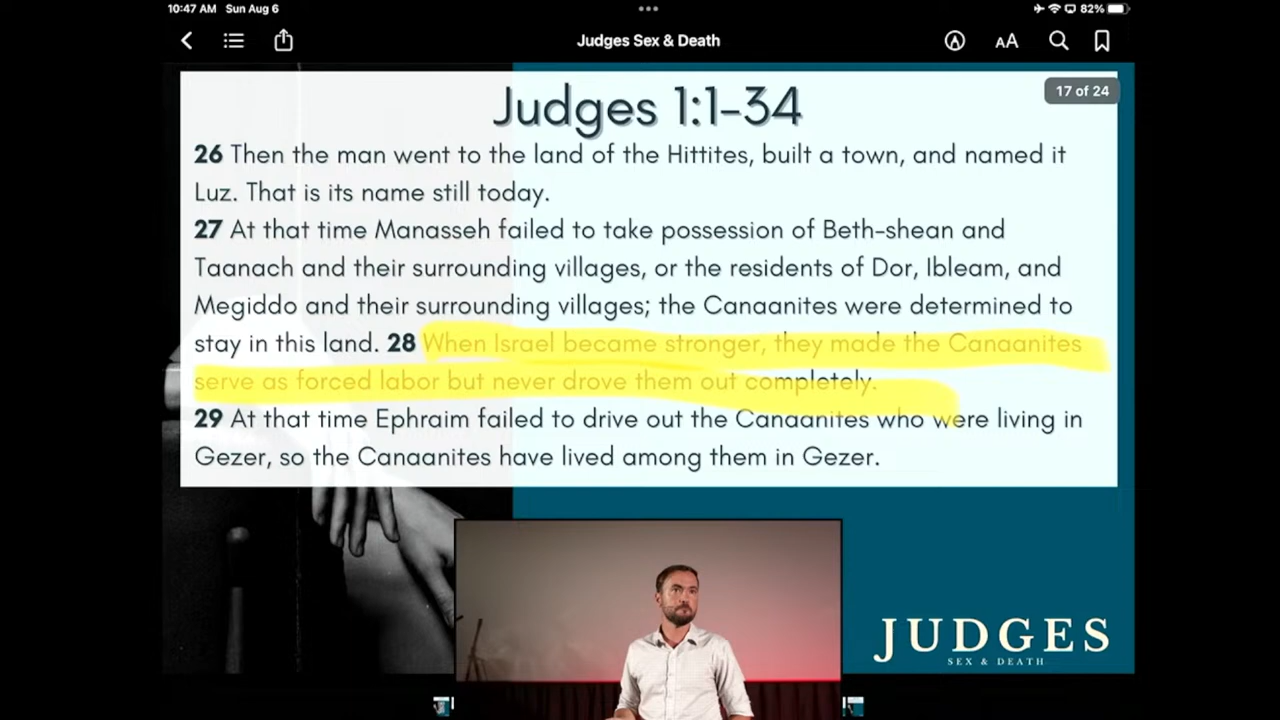 10:47 AM Sun Aug 6
82%
Judges Sex & Death
AA
17 of 24
Judges 1:1-34
26 Then the man went to the land of the Hittites, built a town, and named it
Luz. That is its name still today.
27 At that time Manasseh failed to take possession of Beth-shean and
Taanach and their surrounding villages, or the residents of Dor, Ibleam, and
Megiddo and their surrounding villages; the Canaanites were determined to
stay in this land. 28 When Israel became stronger, they made the Canaanites
serve as forced labor but never drove them out completely.
29 At that time Ephraim failed to drive out the Canaanites who were living in
Gezer, so the Canaanites have lived among them in Gezer.
JUDGES
SEX & DEATH